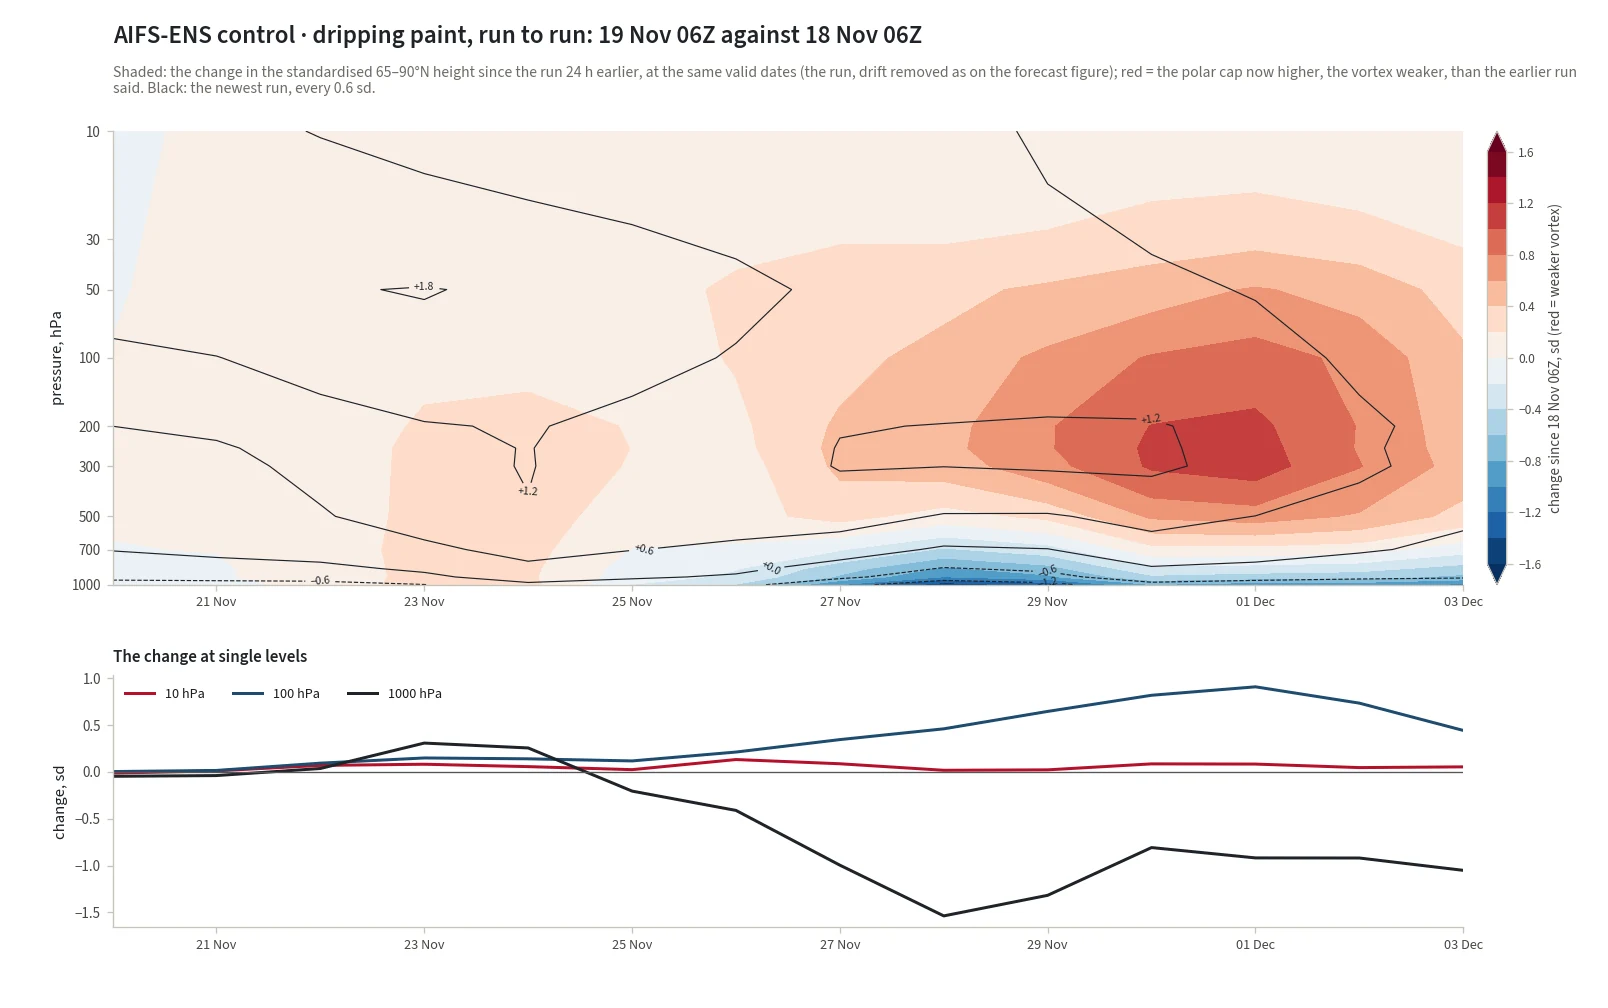 AIFS-ENS control · dripping paint, run to run: 19 Nov 06Z against 18 Nov 06Z
Shaded: the change in the standardised 65–90°N height since the run 24 h earlier, at the same valid dates (the run, drift removed as on the forecast figure); red = the polar cap now higher, the vortex weaker, than the earlier run
said. Black: the newest run, every 0.6 sd.
10
30
50
100
200
300
500
700
1000
pressure, hPa
+1.8
+1.2
+1.2
+0.6
+0.0
−0.6
−0.6
−1.2
21 Nov
23 Nov
25 Nov
27 Nov
29 Nov
01 Dec
03 Dec
1.6
1.2
0.8
0.4
0.0
−0.4
−0.8
−1.2
−1.6
change since 18 Nov 06Z, sd (red = weaker vortex)
The change at single levels
10 hPa
100 hPa
1000 hPa
1.0
0.5
0.0
−0.5
−1.0
−1.5
change, sd
21 Nov
23 Nov
25 Nov
27 Nov
29 Nov
01 Dec
03 Dec